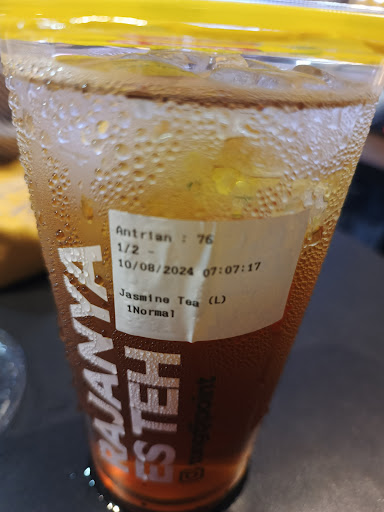 Antrian : 76
1/2 -
10/08/2024 07:07:17
Jasmine Tea (L)
1Normal
RAJANYA
ES TEH